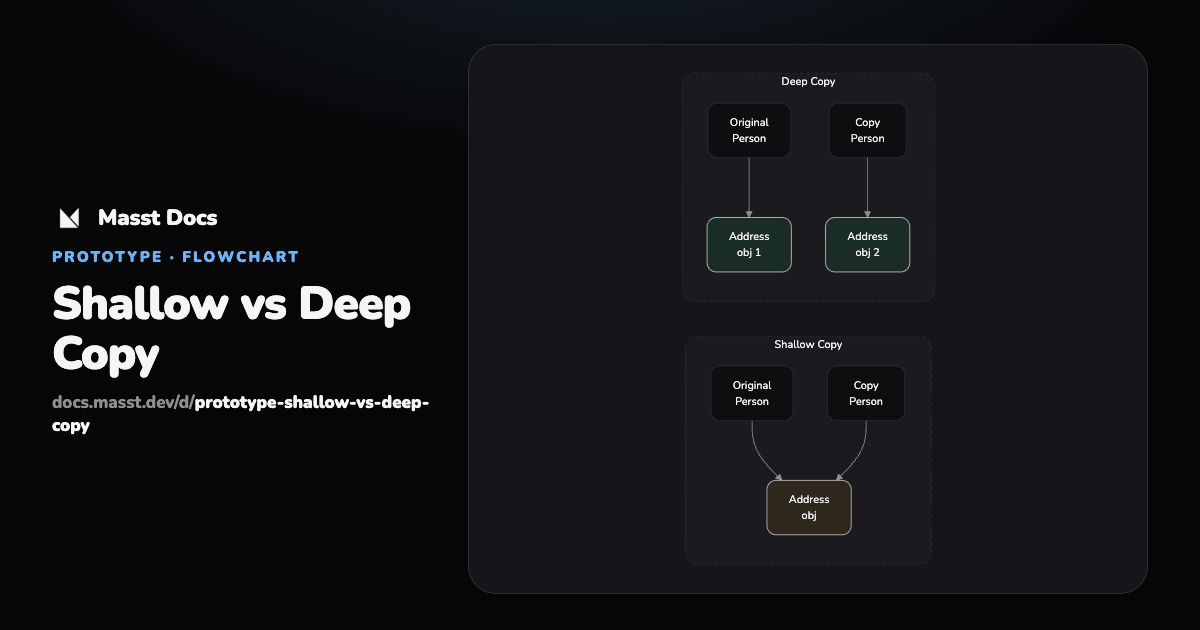 Masst Docs
PROTOTYPE · FLOWCHART
Shallow vs Deep
Copy
docs.masst.dev/d/prototype-shallow-vs-deep-
copy
Deep Copy
Original
Person
Copy
Person
Address
obj 1
Address
obj 2
Shallow Copy
Original
Person
Copy
Person
Address
obj